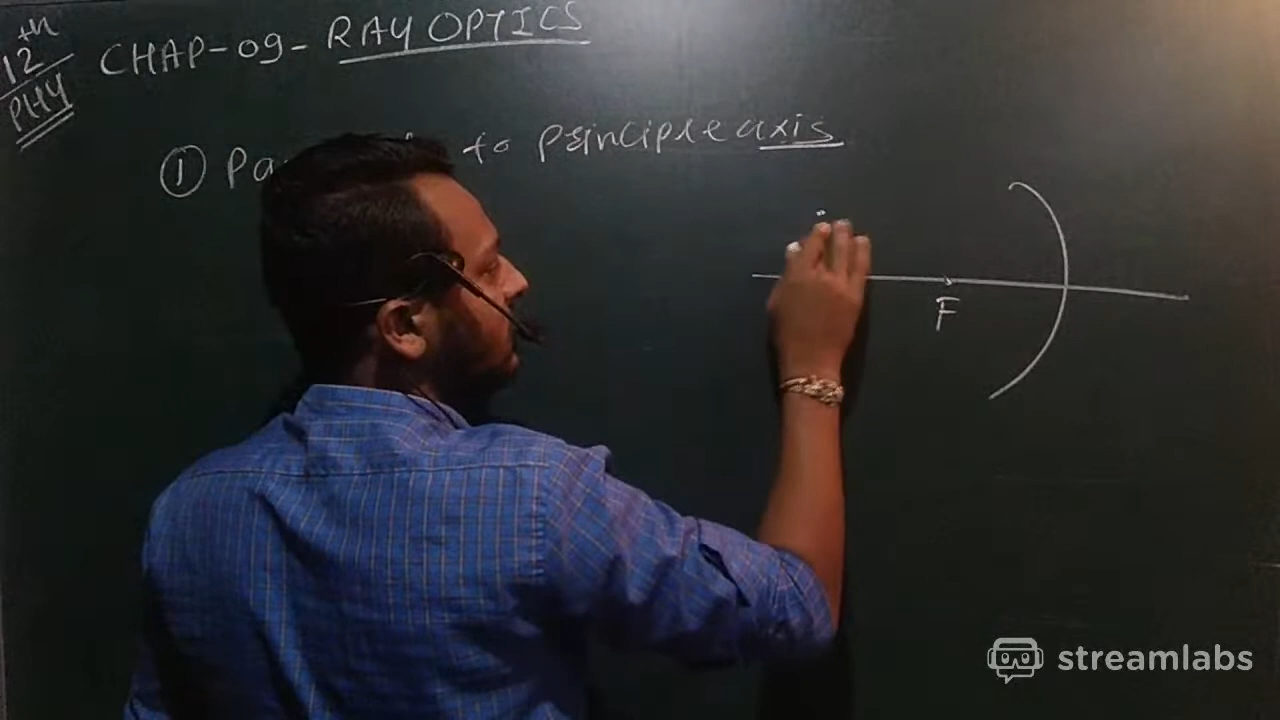 12th
PHY
CHAP-09- RAY OPTICS
① Pa to principle axis
F
streamlabs